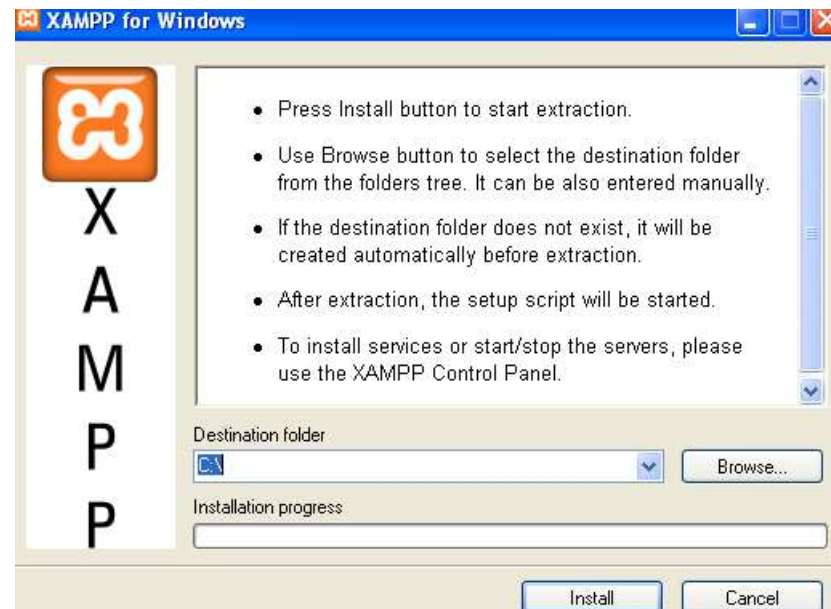 XAMPP for Windows
X
A
M
P
P
• Press Install button to start extraction.
• Use Browse button to select the destination folder
from the folders tree. It can be also entered manually.
• If the destination folder does not exist, it will be
created automatically before extraction.
• After extraction, the setup script will be started.
• To install services or start/stop the servers, please
use the XAMPP Control Panel.
Destination folder
C:\
Browse...
Installation progress
Install
Cancel